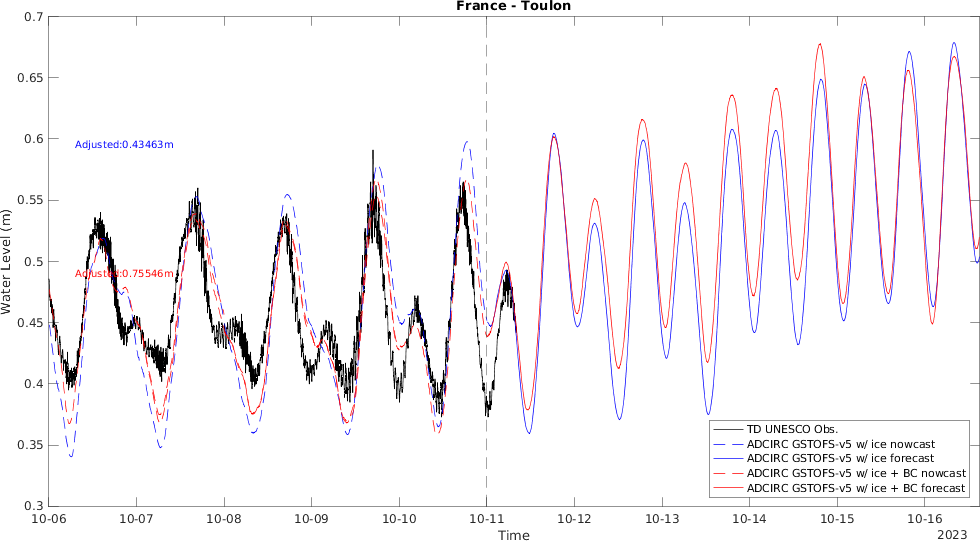 France - Toulon
0.7
0.65
0.6
Adjusted:0.43463m
0.55
0.5
Adjusted:0.75546m
Water Level (m)
0.45
0.4
0.35
0.3
TD UNESCO Obs.
ADCIRC GSTOFS-v5 w/ ice nowcast
ADCIRC GSTOFS-v5 w/ ice forecast
ADCIRC GSTOFS-v5 w/ ice + BC nowcast
ADCIRC GSTOFS-v5 w/ ice + BC forecast
10-06 10-07 10-08 10-09 10-10 10-11 10-12 10-13 10-14 10-15 10-16
Time
2023